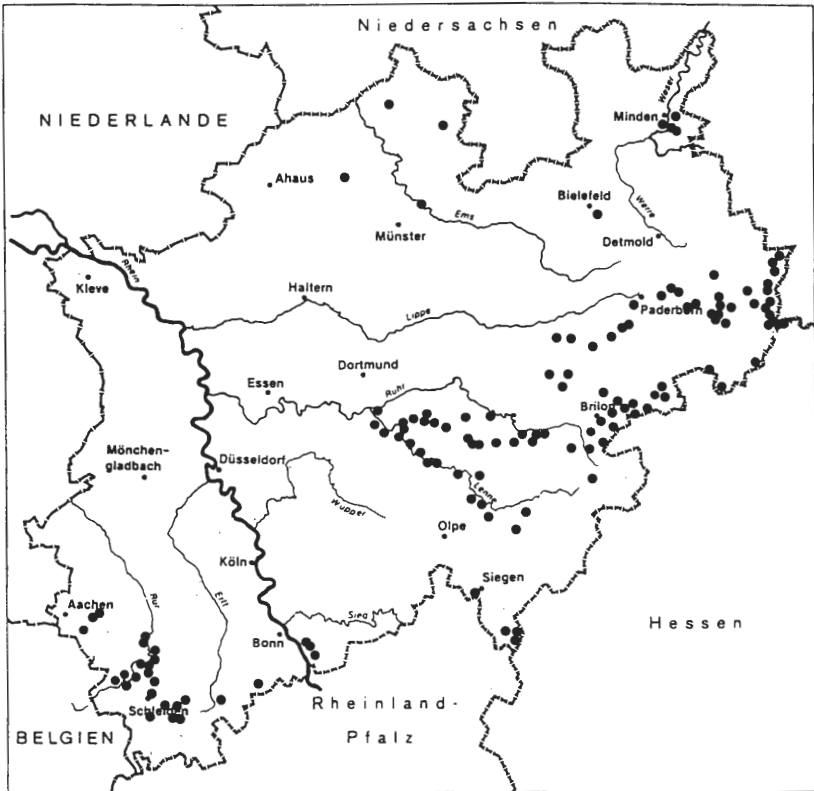 Niedersachsen
NIEDERLANDE
Weser
Minden
Ahaus
Bielefeld
Werre
Ems
Münster
Detmold
Rhein
Kleve
Haltern
Paderborn
Lippe
Dortmund
Essen
Ruhr
Brilon
Mönchen-
gladbach
Düsseldorf
Lenne
Wupper
Olpe
Köln
Siegen
Aachen
Rur
Erft
Sieg
Hessen
Bonn
Schleiden
Rheinland-
BELGIEN
Pfalz